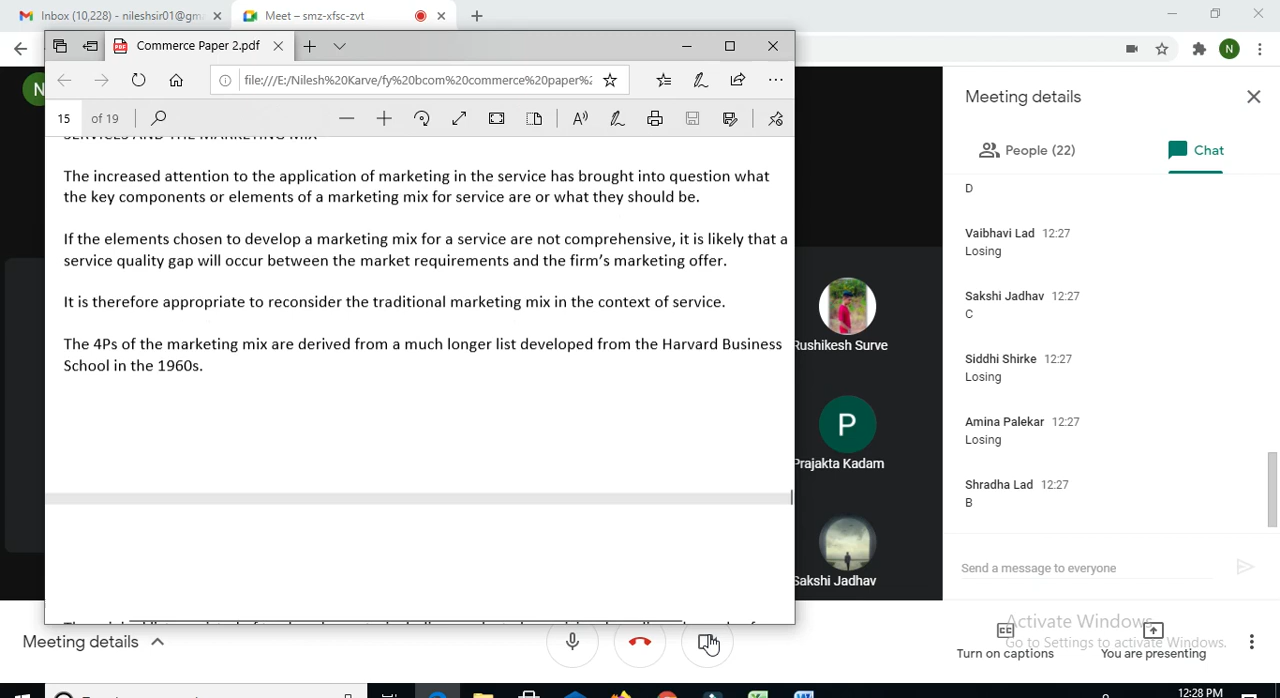 Inbox (10,228) - nileshsir01@gm
Meet – smz-xfsc-zvt
Commerce Paper 2.pdf
file:///E:/Nilesh%20Karve/fy%20bcom%20commerce%20paper%2
N
15 of 19
SERVICES AND THE MARKETING MIX
The increased attention to the application of marketing in the service has brought into question what
the key components or elements of a marketing mix for service are or what they should be.
If the elements chosen to develop a marketing mix for a service are not comprehensive, it is likely that a
service quality gap will occur between the market requirements and the firm's marketing offer.
It is therefore appropriate to reconsider the traditional marketing mix in the context of service.
The 4Ps of the marketing mix are derived from a much longer list developed from the Harvard Business
School in the 1960s.
N
Rushikesh Surve
P
Prajakta Kadam
Sakshi Jadhav
Meeting details
People (22)
Chat
D
Vaibhavi Lad 12:27
Losing
Sakshi Jadhav 12:27
C
Siddhi Shirke 12:27
Losing
Amina Palekar 12:27
Losing
Shradha Lad 12:27
B
Send a message to everyone
Meeting details
Activate Windows
Go to Settings to activate Windows.
Turn on captions
You are presenting
12:28 PM